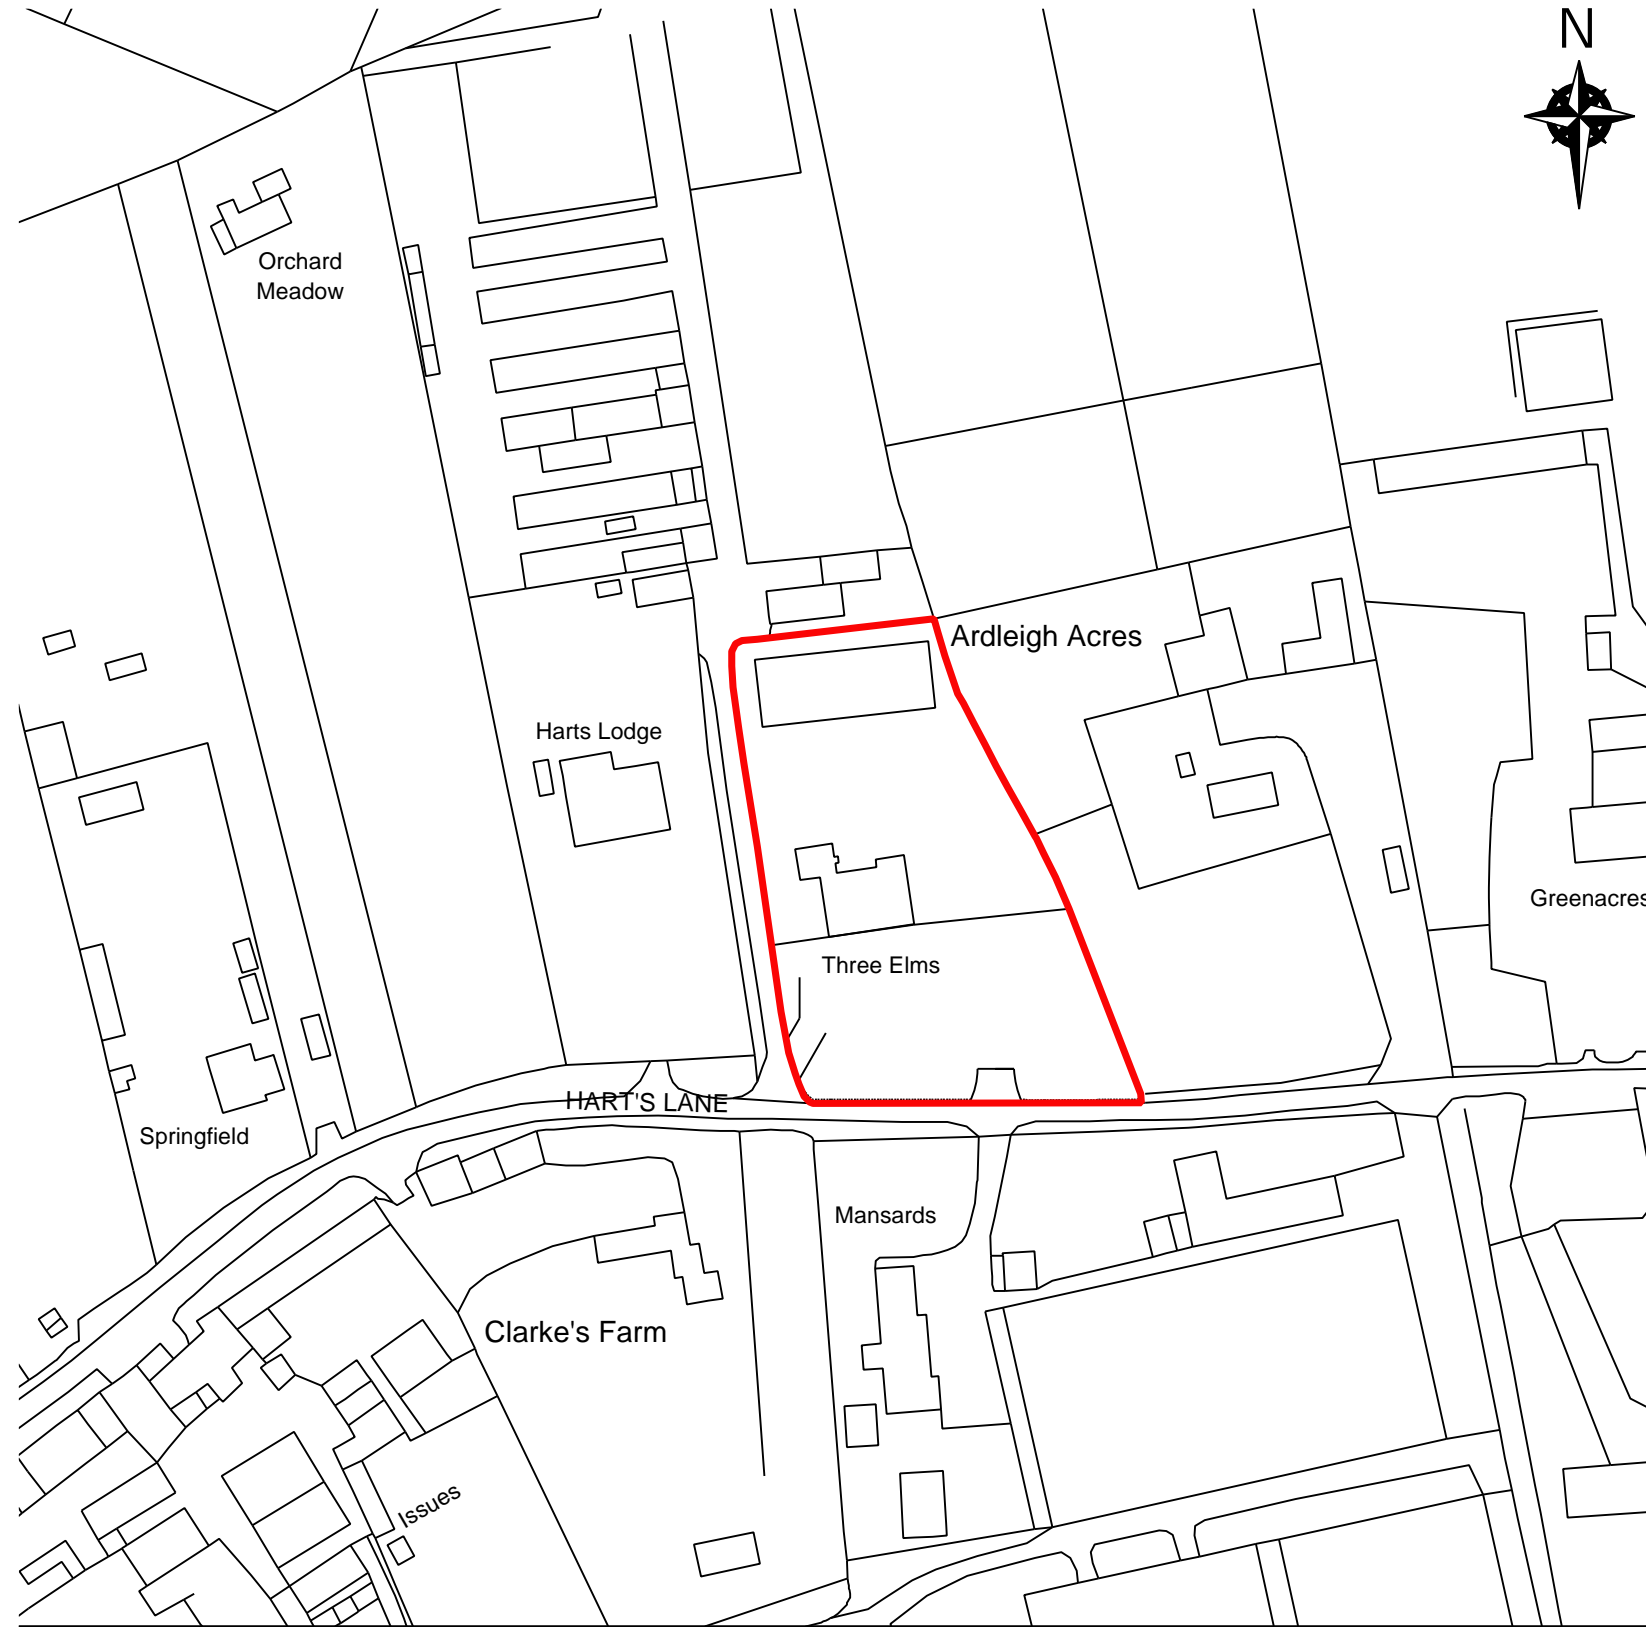 N
Orchard
Meadow
Ardleigh Acres
Harts Lodge
Greenacres
Three Elms
HART'S LANE
Springfield
Mansards
Clarke's Farm
Issues